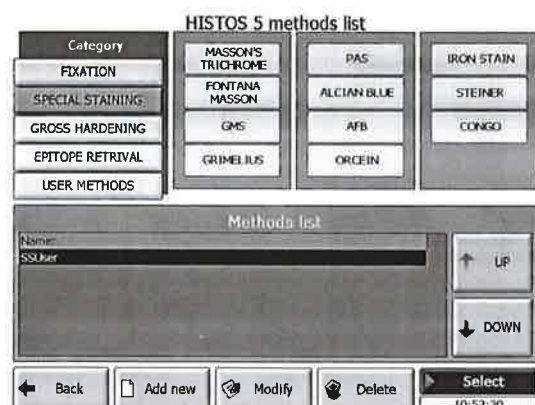 HISTOS 5 methods list
Category
FIXATION
SPECIAL STAINING
GROSS HARDENING
EPITOPE RETRIVAL
USER METHODS
MASSON'S
TRICHROME
FONTANA
MASSON
GMS
GRIMELIUS
PAS
ALCIAN BLUE
AFB
ORCEIN
IRON STAIN
STEINER
CONGO
Methods list
Name:
SSUser
UP
DOWN
Back
Add new
Modify
Delete
Select